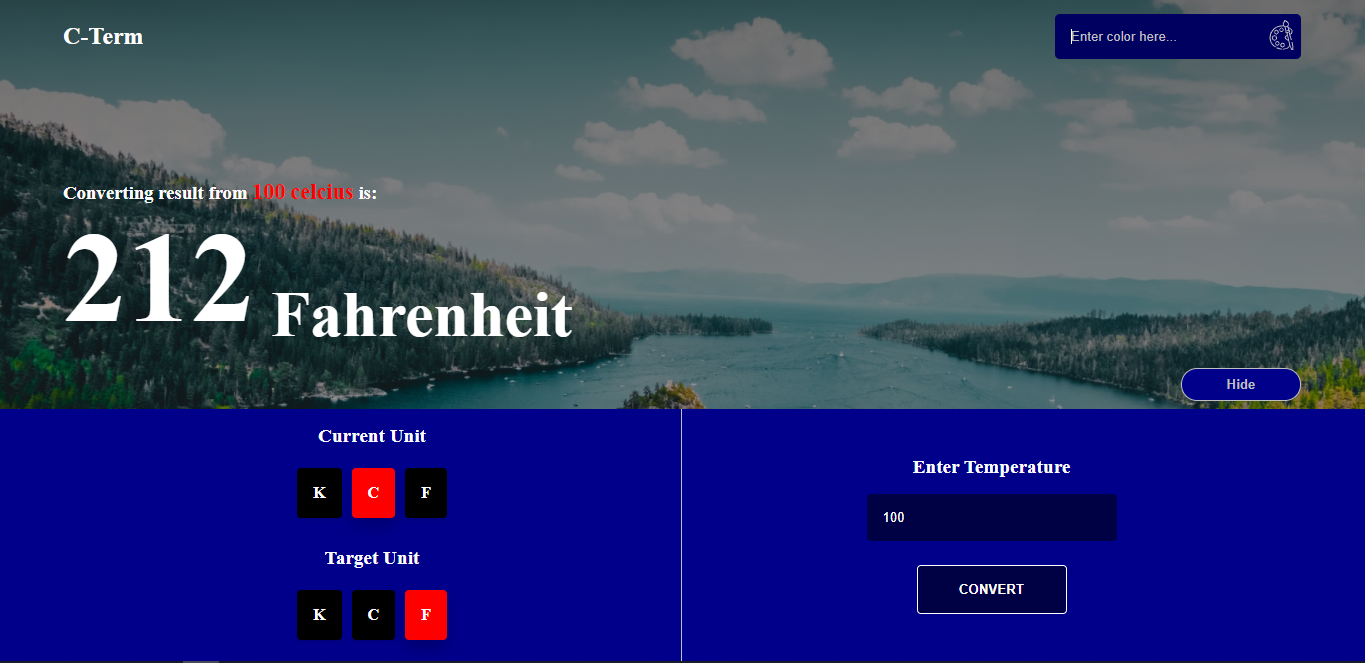 C-Term
Enter color here...
Converting result from 100 celcius is:
212 Fahrenheit
Hide
Current Unit
K C F
Target Unit
K C F
Enter Temperature
100
CONVERT